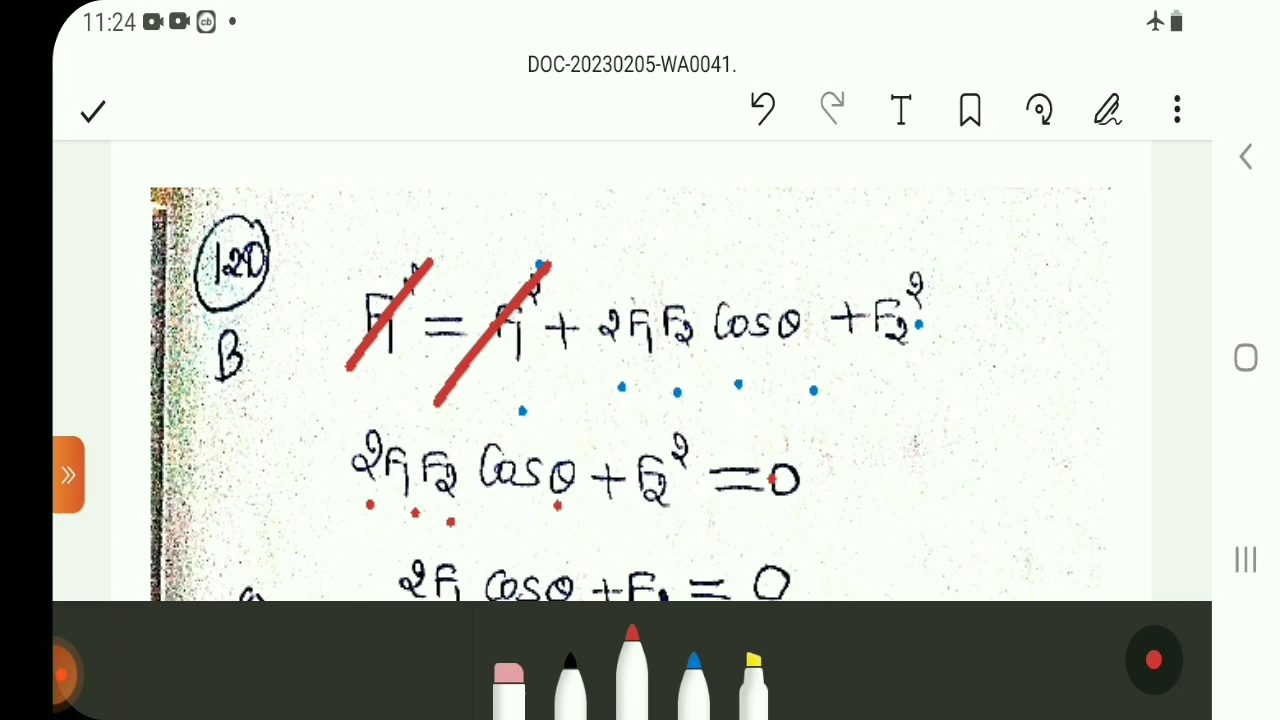 11:24
DOC-20230205-WA0041.
120
B
F₁² = F₁² + 2F₁F₂ Cosθ + F₂²
2F₁F₂ Cosθ + F₂² = 0
2F₁ Cosθ + F₂ = 0